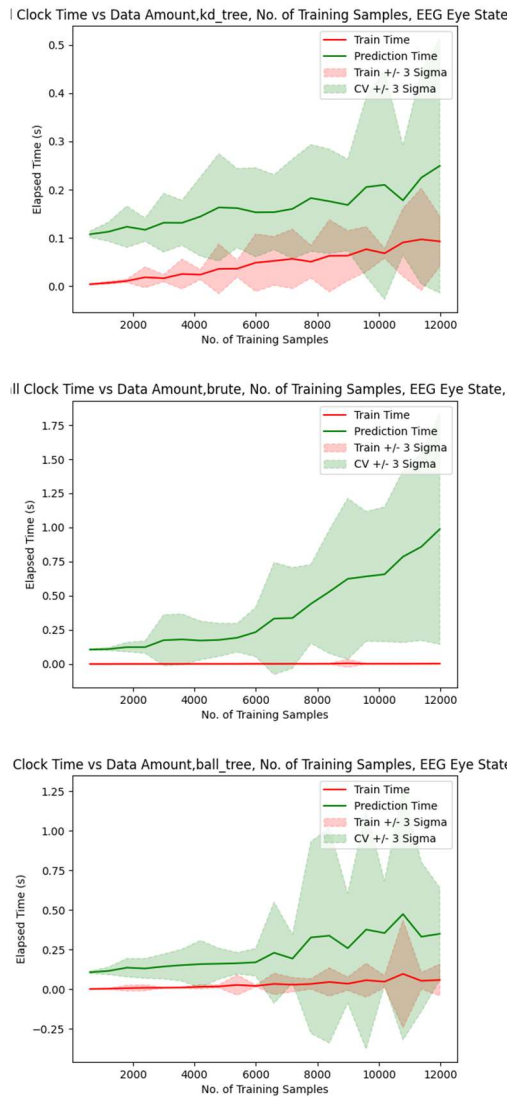 Clock Time vs Data Amount,kd_tree, No. of Training Samples, EEG Eye State
0.5
0.4
0.3
0.2
0.1
0.0
Elapsed Time (s)
Train Time
Prediction Time
Train +/- 3 Sigma
CV +/- 3 Sigma
2000 4000 6000 8000 10000 12000
No. of Training Samples
ll Clock Time vs Data Amount,brute, No. of Training Samples, EEG Eye State,
1.75
1.50
1.25
1.00
0.75
0.50
0.25
0.00
Elapsed Time (s)
Train Time
Prediction Time
Train +/- 3 Sigma
CV +/- 3 Sigma
2000 4000 6000 8000 10000 12000
No. of Training Samples
Clock Time vs Data Amount,ball_tree, No. of Training Samples, EEG Eye State
1.25
1.00
0.75
0.50
0.25
0.00
−0.25
Elapsed Time (s)
Train Time
Prediction Time
Train +/- 3 Sigma
CV +/- 3 Sigma
2000 4000 6000 8000 10000 12000
No. of Training Samples